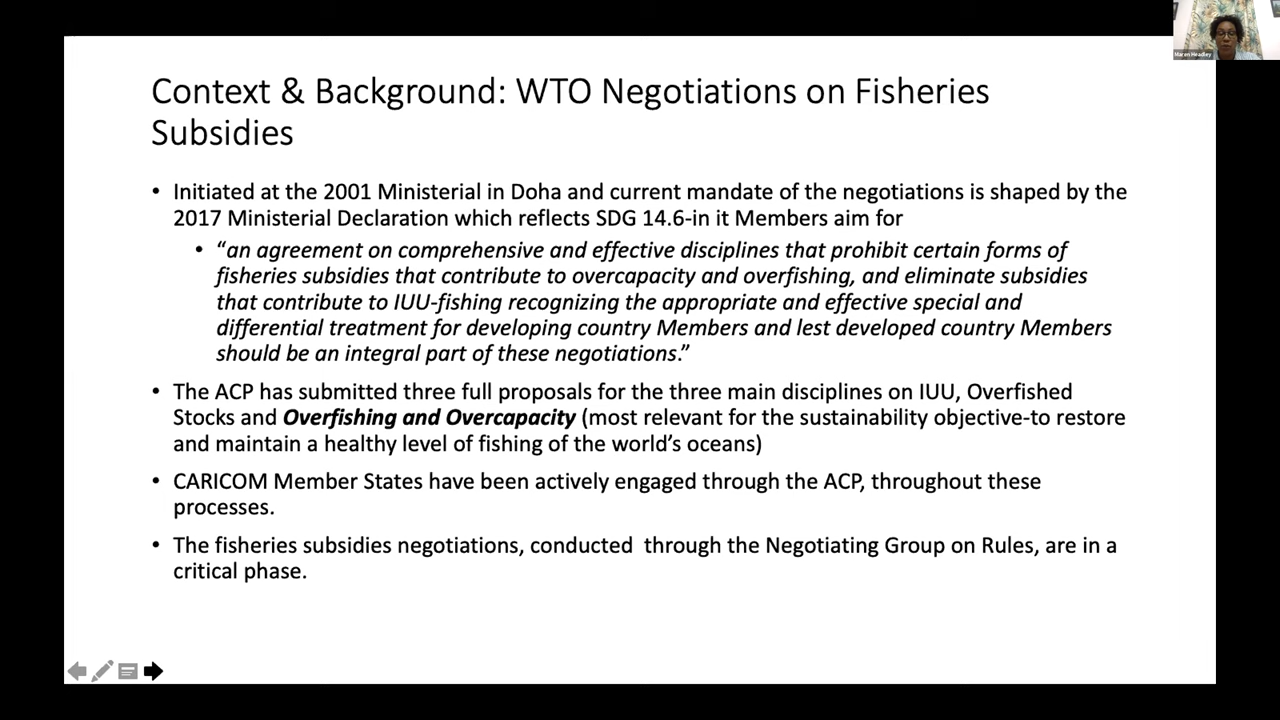 Context & Background: WTO Negotiations on Fisheries
Subsidies
• Initiated at the 2001 Ministerial in Doha and current mandate of the negotiations is shaped by the
2017 Ministerial Declaration which reflects SDG 14.6-in it Members aim for
• “an agreement on comprehensive and effective disciplines that prohibit certain forms of
fisheries subsidies that contribute to overcapacity and overfishing, and eliminate subsidies
that contribute to IUU-fishing recognizing the appropriate and effective special and
differential treatment for developing country Members and lest developed country Members
should be an integral part of these negotiations.”
• The ACP has submitted three full proposals for the three main disciplines on IUU, Overfished
Stocks and Overfishing and Overcapacity (most relevant for the sustainability objective-to restore
and maintain a healthy level of fishing of the world’s oceans)
• CARICOM Member States have been actively engaged through the ACP, throughout these
processes.
• The fisheries subsidies negotiations, conducted  through the Negotiating Group on Rules, are in a
critical phase.
Maren Headley